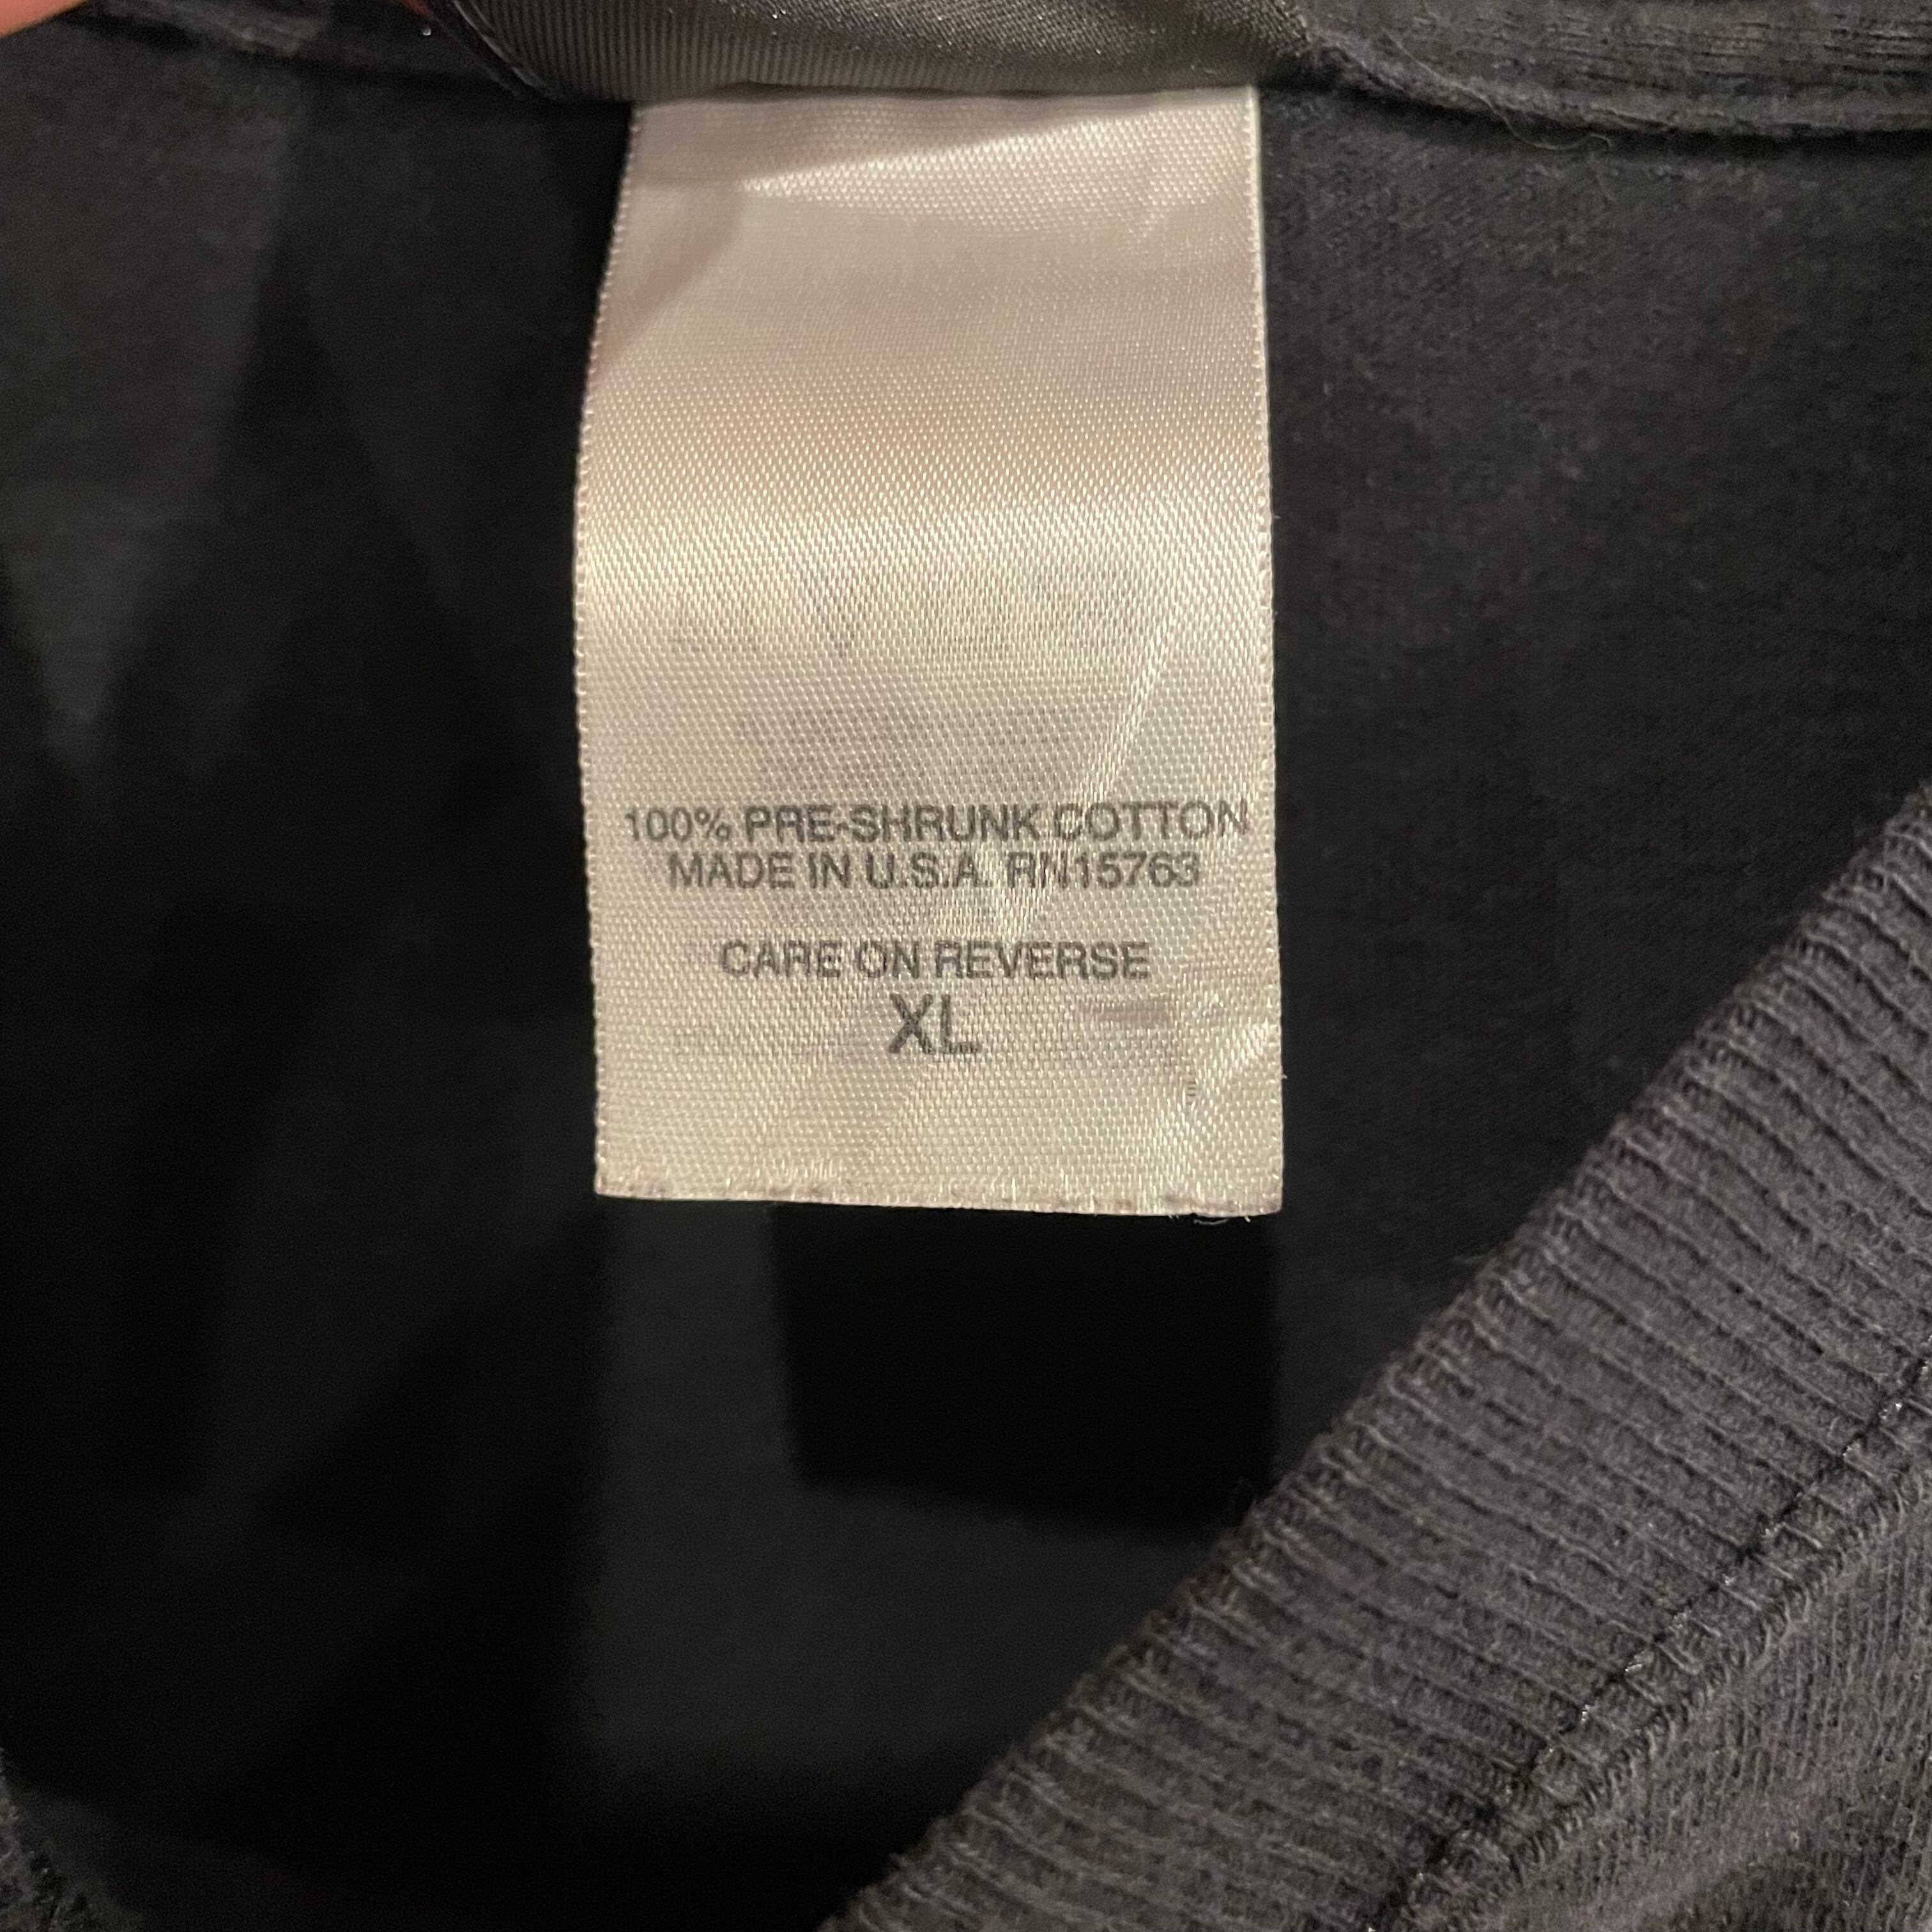 100% PRE-SHRUNK COTTON
MADE IN U.S.A. RN15763
CARE ON REVERSE
XL